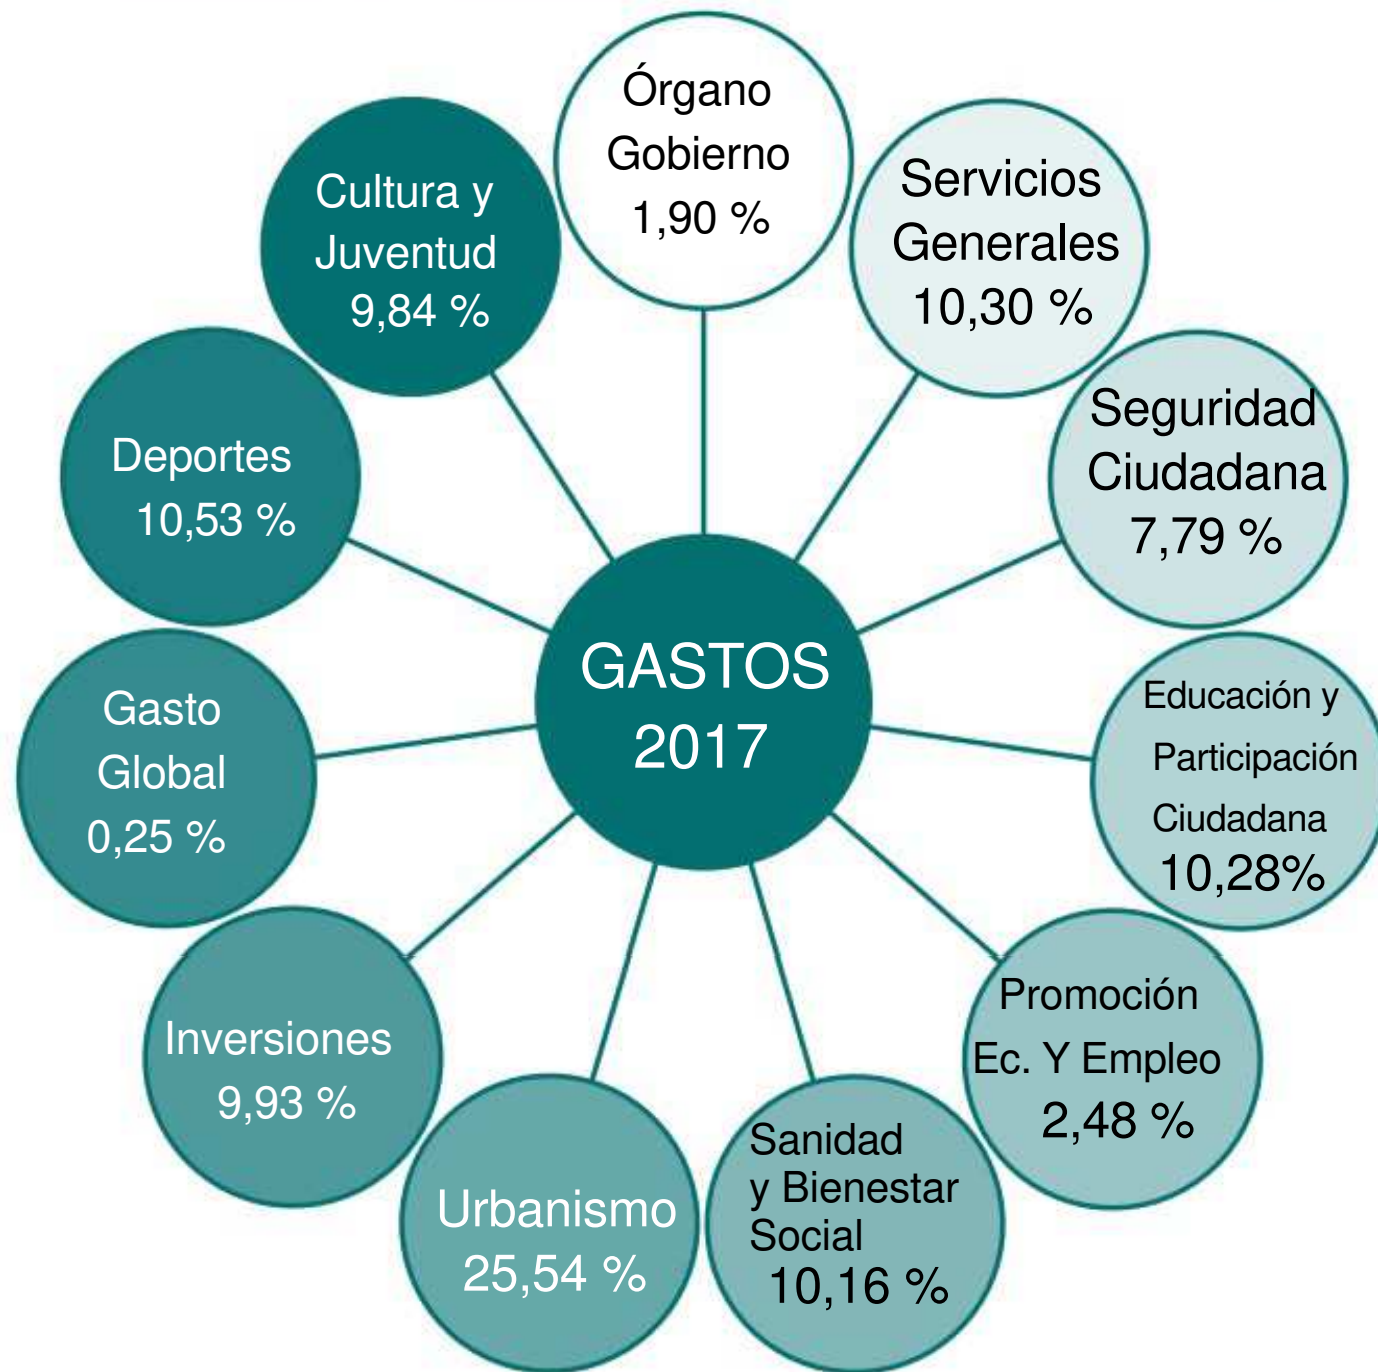 Órgano
Gobierno
1,90 %
Servicios
Generales
10,30 %
Seguridad
Ciudadana
7,79 %
Educación y
Participación
Ciudadana
10,28%
Promoción
Ec. Y Empleo
2,48 %
Sanidad
y Bienestar
Social
10,16 %
Urbanismo
25,54 %
Inversiones
9,93 %
Gasto
Global
0,25 %
Deportes
10,53 %
Cultura y
Juventud
9,84 %
GASTOS
2017